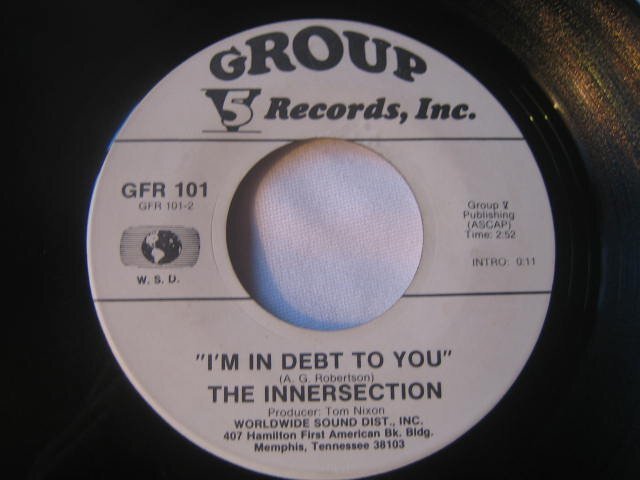 GROUP
5 Records, Inc.
GFR 101
GFR 101-2
W. S. D.
Group V
Publishing
(ASCAP)
Time: 2:52
INTRO: 0:11
"I'M IN DEBT TO YOU"
(A. G. Robertson)
THE INNERSECTION
Producer: Tom Nixon
WORLDWIDE SOUND DIST., INC.
407 Hamilton First American Bk. Bldg.
Memphis, Tennessee 38103